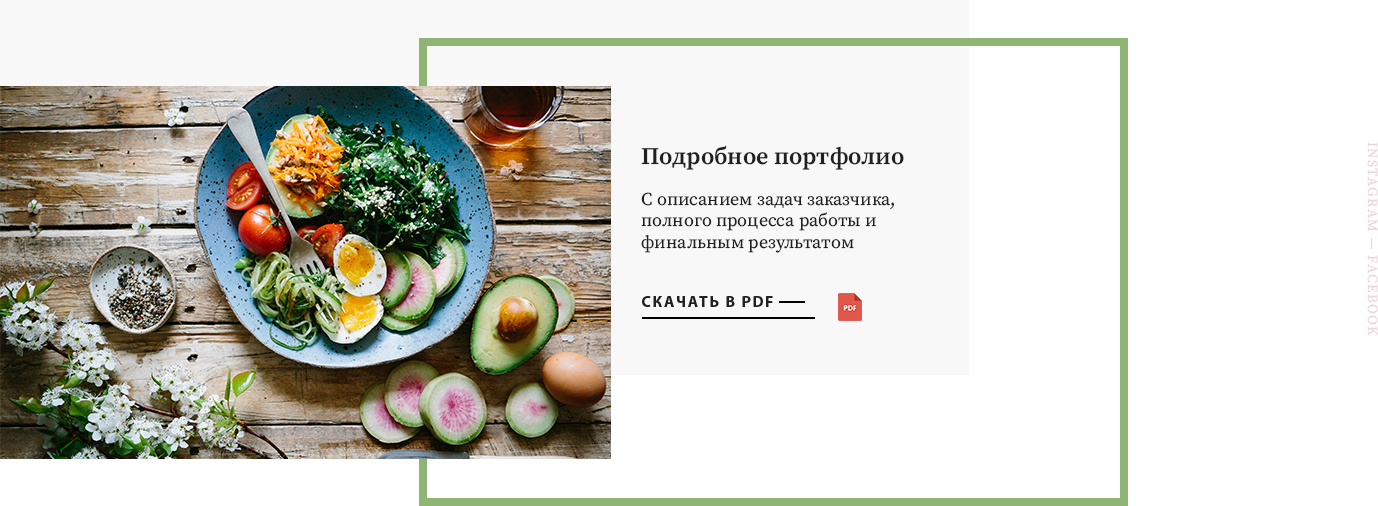 Подробное портфолио
С описанием задач заказчика,
полного процесса работы и
финальным результатом
СКАЧАТЬ В PDF
PDF
INSTAGRAM — FACEBOOK